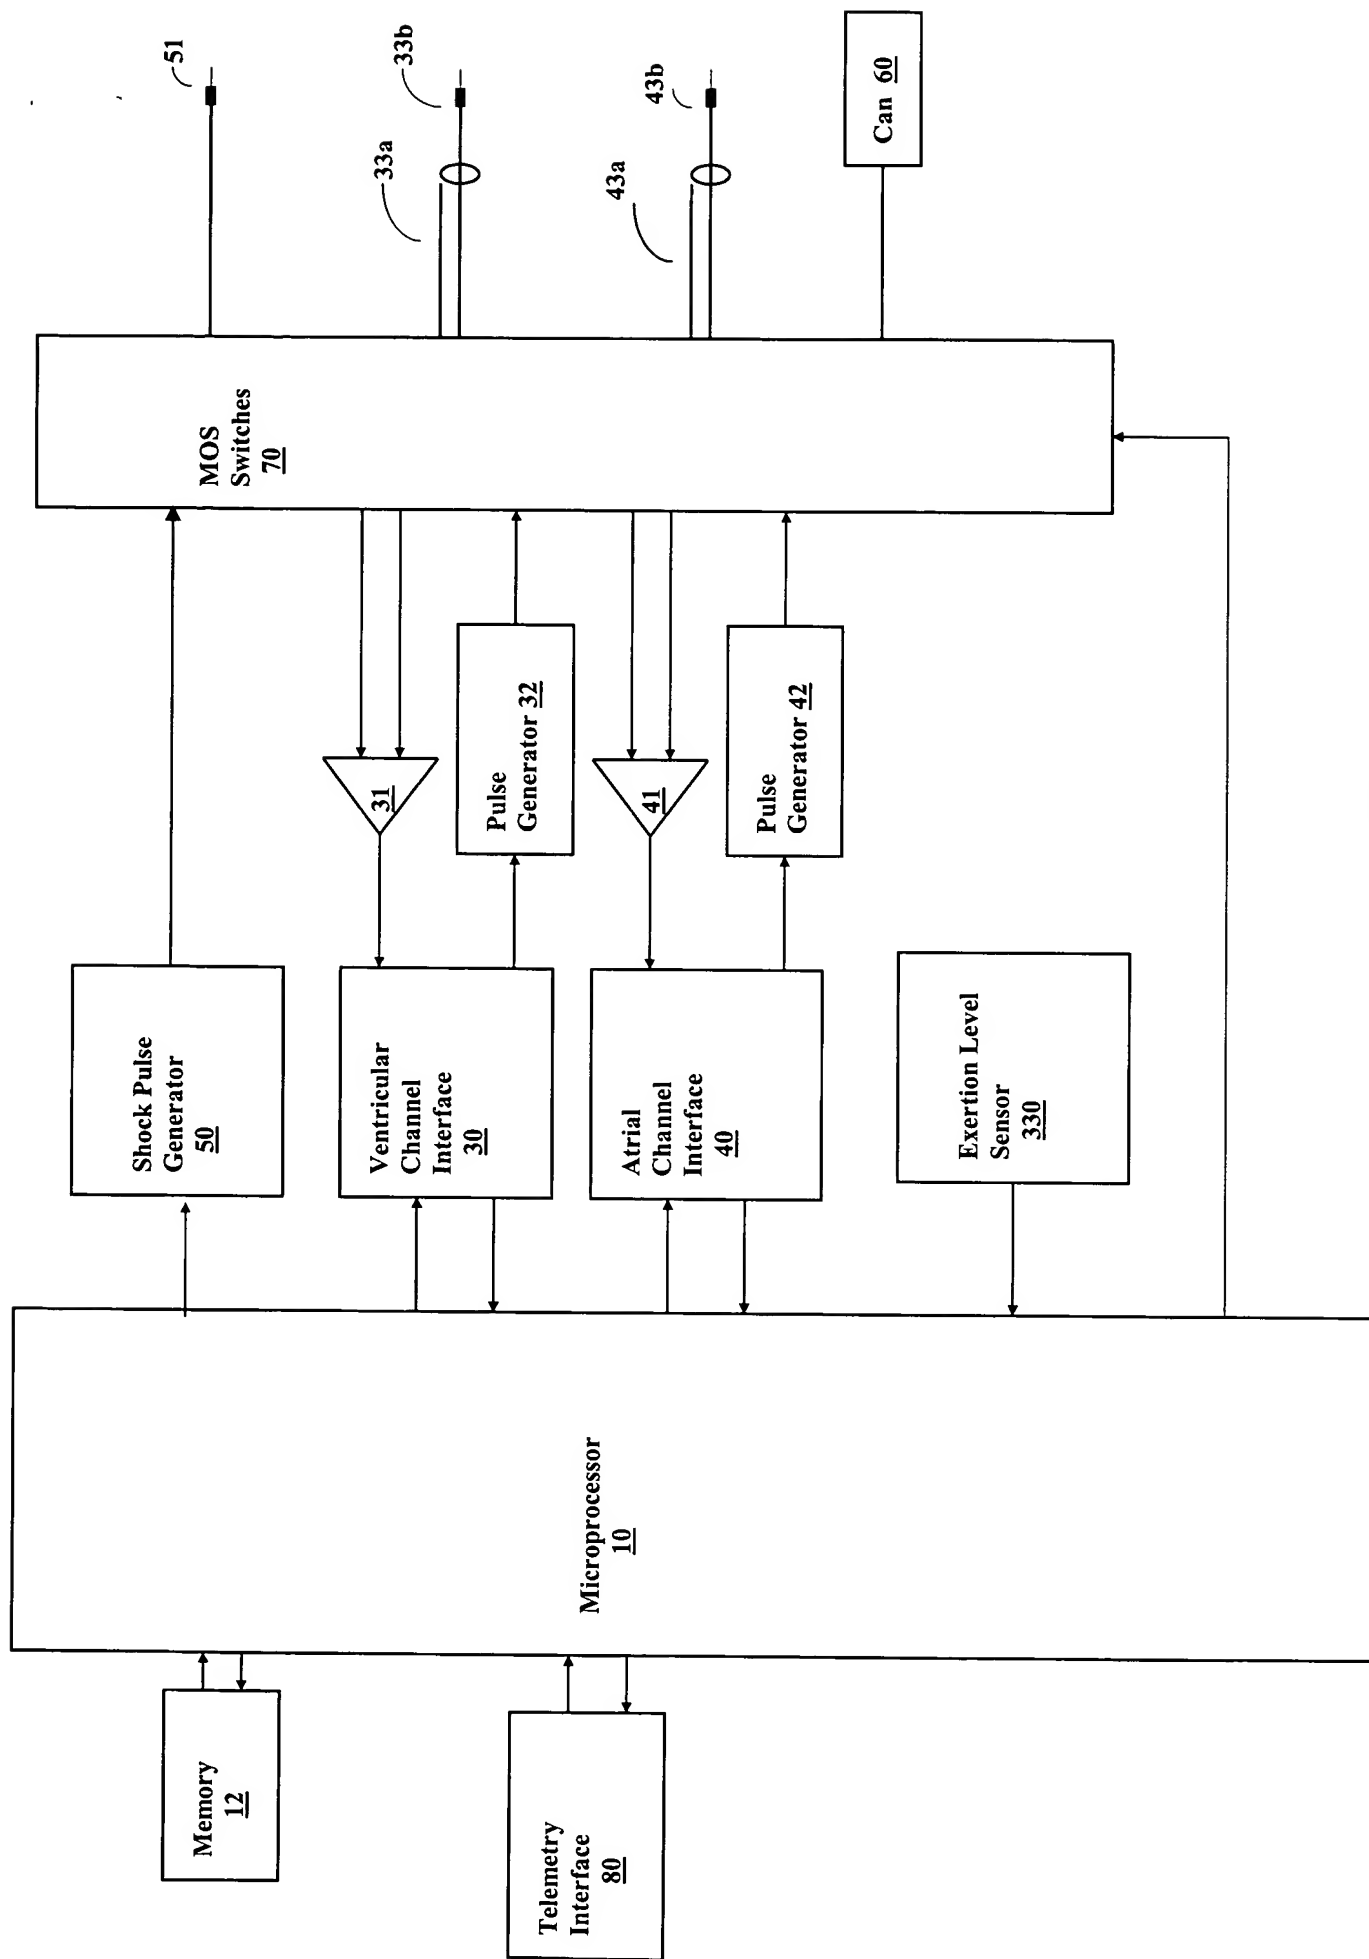 Memory
12
Telemetry
Interface
80
Microprocessor
10
Shock Pulse
Generator
50
Ventricular
Channel
Interface
30
Atrial
Channel
Interface
40
Exertion Level
Sensor
330
31
Pulse
Generator 32
41
Pulse
Generator 42
MOS
Switches
70
51
33a
33b
43a
43b
Can 60